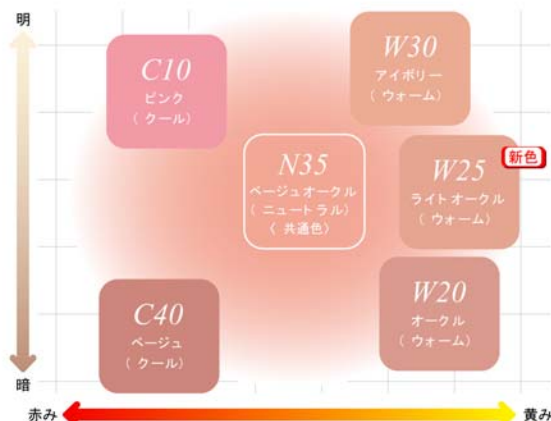 明
C10
ピンク
(クール)
W30
アイボリー
(ウォーム)
N35
ベージュオークル
(ニュートラル)
〈共通色〉
新色
W25
ライトオークル
(ウォーム)
C40
ベージュ
(クール)
W20
オークル
(ウォーム)
暗
赤み
黄み